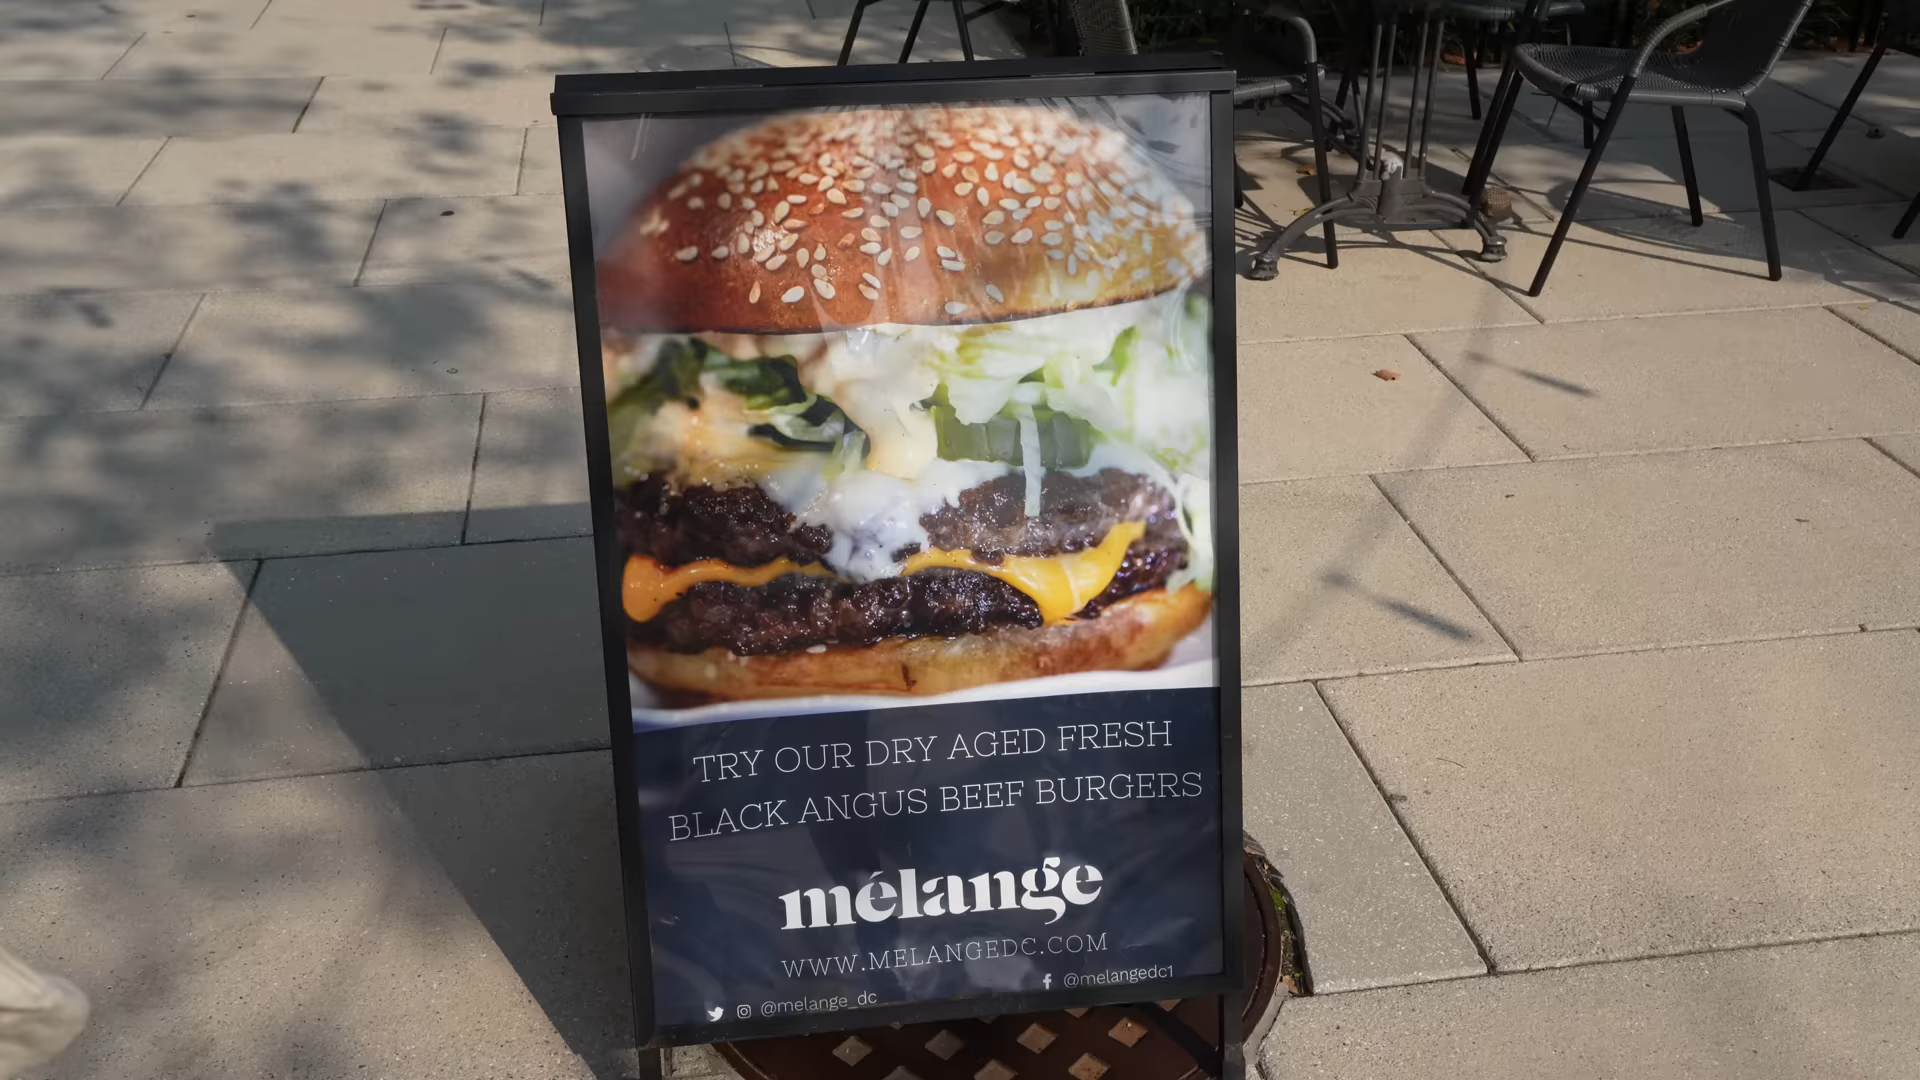 TRY OUR DRY AGED FRESH
BLACK ANGUS BEEF BURGERS
mélange
WWW.MELANGEDC.COM
@melange_dc
@melangedc1